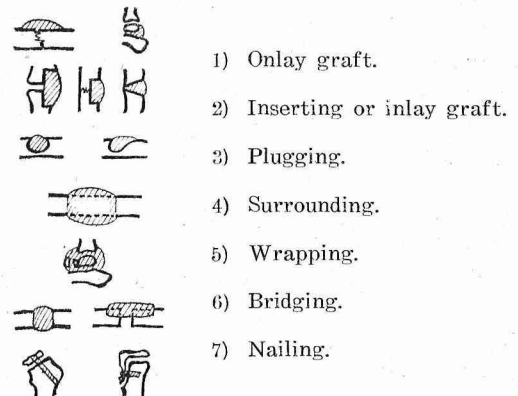 1) Onlay graft.
2) Inserting or inlay graft.
3) Plugging.
4) Surrounding.
5) Wrapping.
6) Bridging.
7) Nailing.